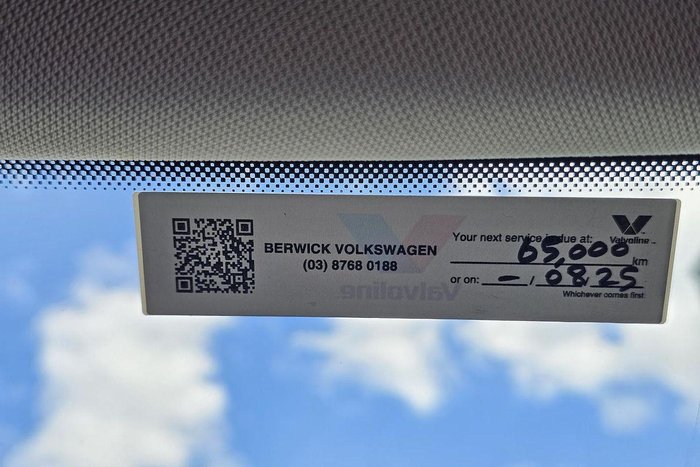 BERWICK VOLKSWAGEN
(03) 8768 0188
Valvoline
Your next service is due at:
65,000 km
or on: - / 08.25
Whichever comes first
Valvoline